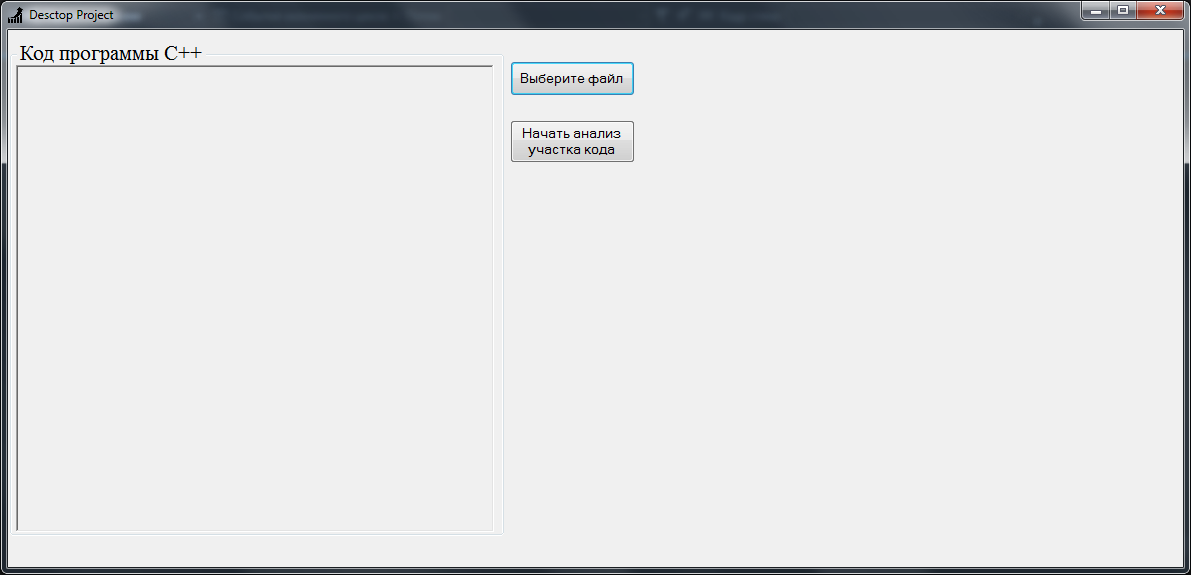 Desctop Project
Код программы C++
Выберите файл
Начать анализ
участка кода